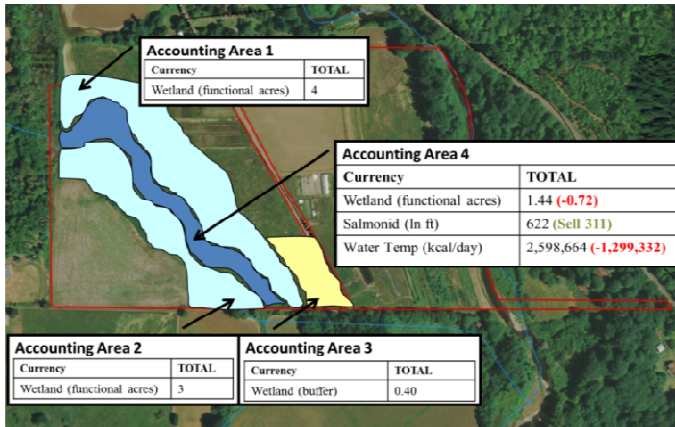 Accounting Area 1
Currency TOTAL
Wetland (functional acres) 4
Accounting Area 4
Currency TOTAL
Wetland (functional acres) 1.44 (-0.72)
Salmonid (ln ft) 622 (Sell 311)
Water Temp (kcal/day) 2,598,664 (-1,299,332)
Accounting Area 2
Currency TOTAL
Wetland (functional acres) 3
Accounting Area 3
Currency TOTAL
Wetland (buffer) 0.40